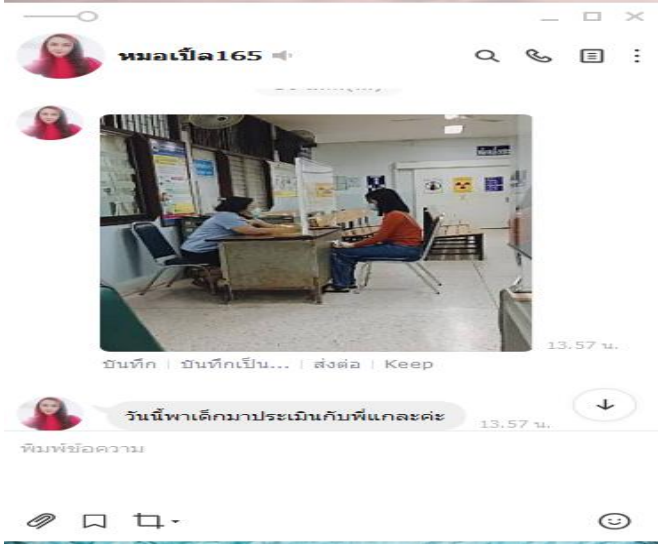 หมอเปิ้ล165
13.57 น.
บันทึก | บันทึกเป็น... | ส่งต่อ | Keep
วันนี้พาเด็กมาประเมินกับพี่แกละค่ะ
13.57 น.
พิมพ์ข้อความ